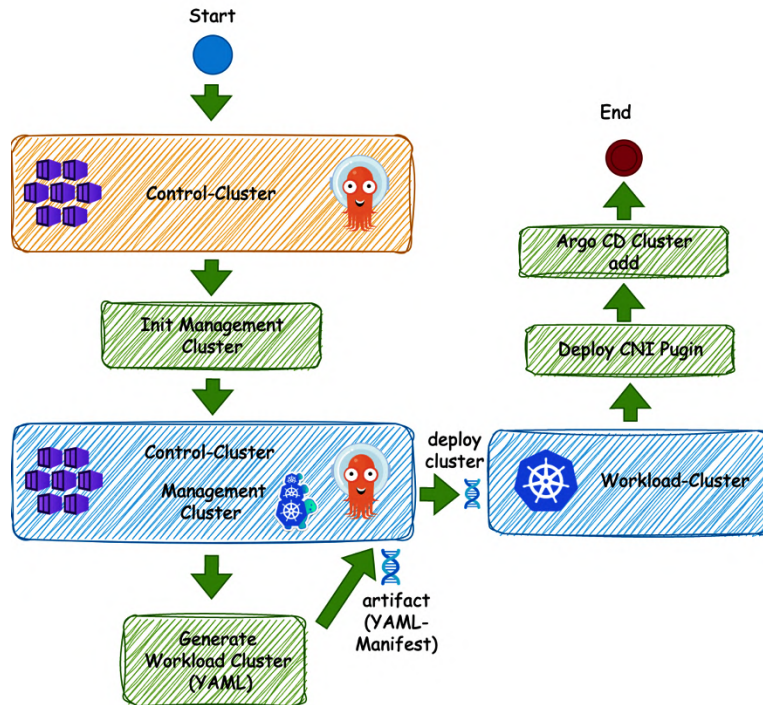 Start
Control-Cluster
Init Management
Cluster
Control-Cluster
Management
Cluster
Generate
Workload Cluster
(YAML)
artifact
(YAML-
Manifest)
deploy
cluster
Workload-Cluster
Deploy CNI Pugin
Argo CD Cluster
add
End